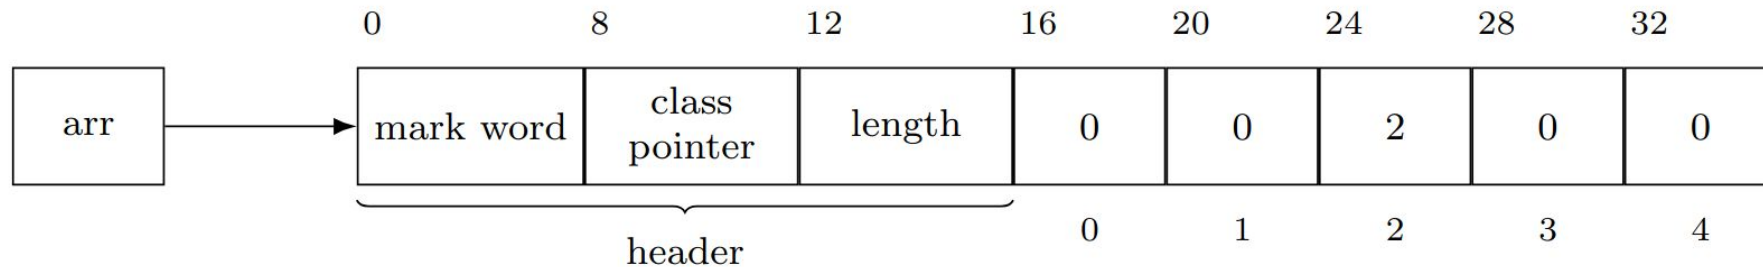 0 8 12 16 20 24 28 32
arr
mark word
class
pointer
length
0 0 2 0 0
header
0 1 2 3 4